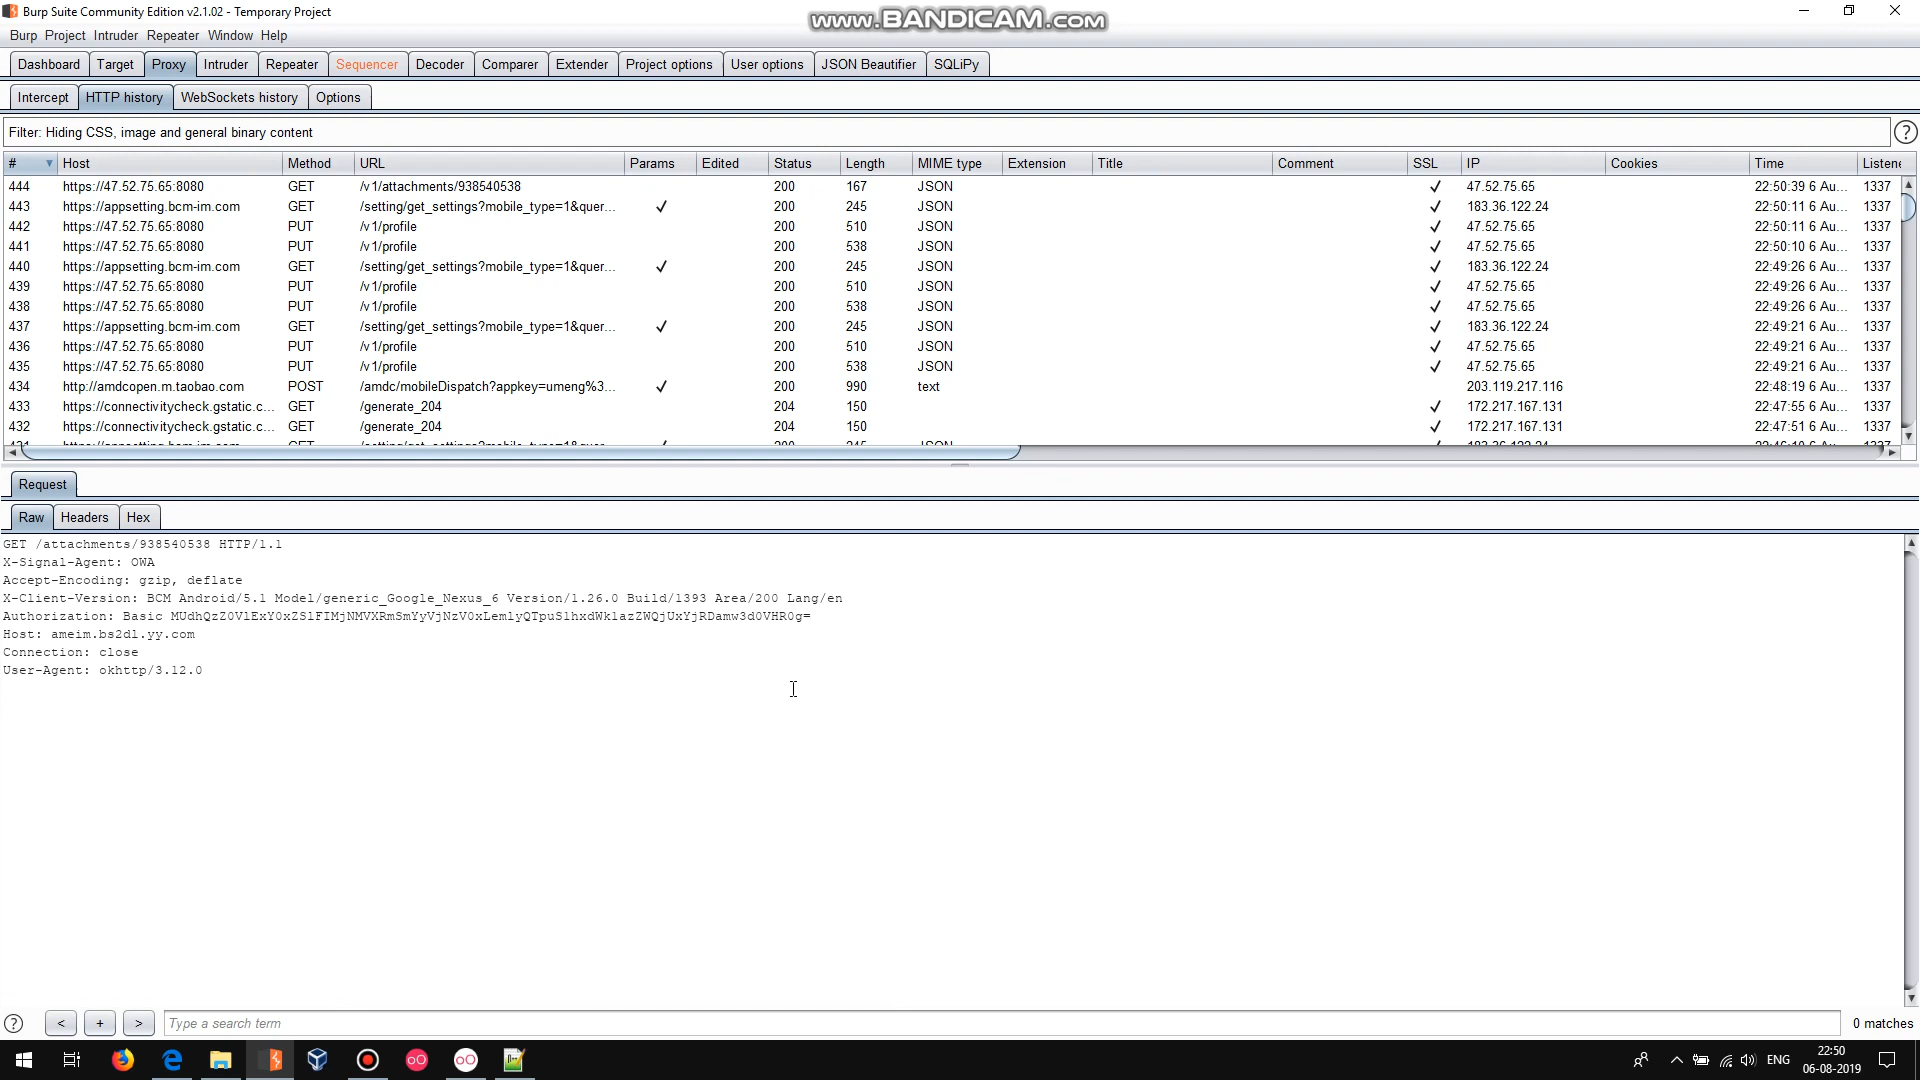 Burp Suite Community Edition v2.1.02 - Temporary Project
www.BANDICAM.com
Burp Project Intruder Repeater Window Help
Dashboard Target Proxy Intruder Repeater Sequencer Decoder Comparer Extender Project options User options JSON Beautifier SQLiPy
Intercept HTTP history WebSockets history Options
Filter: Hiding CSS, image and general binary content
# Host Method URL Params Edited Status Length MIME type Extension Title Comment SSL IP Cookies Time Listene
444 https://47.52.75.65:8080 GET /v1/attachments/938540538 200 167 JSON ✓ 47.52.75.65 22:50:39 6 Au... 1337
443 https://appsetting.bcm-im.com GET /setting/get_settings?mobile_type=1&quer... ✓ 200 245 JSON ✓ 183.36.122.24 22:50:11 6 Au... 1337
442 https://47.52.75.65:8080 PUT /v1/profile 200 510 JSON ✓ 47.52.75.65 22:50:11 6 Au... 1337
441 https://47.52.75.65:8080 PUT /v1/profile 200 538 JSON ✓ 47.52.75.65 22:50:10 6 Au... 1337
440 https://appsetting.bcm-im.com GET /setting/get_settings?mobile_type=1&quer... ✓ 200 245 JSON ✓ 183.36.122.24 22:49:26 6 Au... 1337
439 https://47.52.75.65:8080 PUT /v1/profile 200 510 JSON ✓ 47.52.75.65 22:49:26 6 Au... 1337
438 https://47.52.75.65:8080 PUT /v1/profile 200 538 JSON ✓ 47.52.75.65 22:49:26 6 Au... 1337
437 https://appsetting.bcm-im.com GET /setting/get_settings?mobile_type=1&quer... ✓ 200 245 JSON ✓ 183.36.122.24 22:49:21 6 Au... 1337
436 https://47.52.75.65:8080 PUT /v1/profile 200 510 JSON ✓ 47.52.75.65 22:49:21 6 Au... 1337
435 https://47.52.75.65:8080 PUT /v1/profile 200 538 JSON ✓ 47.52.75.65 22:49:21 6 Au... 1337
434 http://amdcopen.m.taobao.com POST /amdc/mobileDispatch?appkey=umeng%3... ✓ 200 990 text 203.119.217.116 22:48:19 6 Au... 1337
433 https://connectivitycheck.gstatic.c... GET /generate_204 204 150 ✓ 172.217.167.131 22:47:55 6 Au... 1337
432 https://connectivitycheck.gstatic.c... GET /generate_204 204 150 ✓ 172.217.167.131 22:47:51 6 Au... 1337
Request
Raw Headers Hex
GET /attachments/938540538 HTTP/1.1
X-Signal-Agent: OWA
Accept-Encoding: gzip, deflate
X-Client-Version: BCM Android/5.1 Model/generic_Google_Nexus_6 Version/1.26.0 Build/1393 Area/200 Lang/en
Authorization: Basic
Host: ameim.bs2dl.yy.com
Connection: close
User-Agent: okhttp/3.12.0
? < + > Type a search term 0 matches
ENG 22:50
06-08-2019